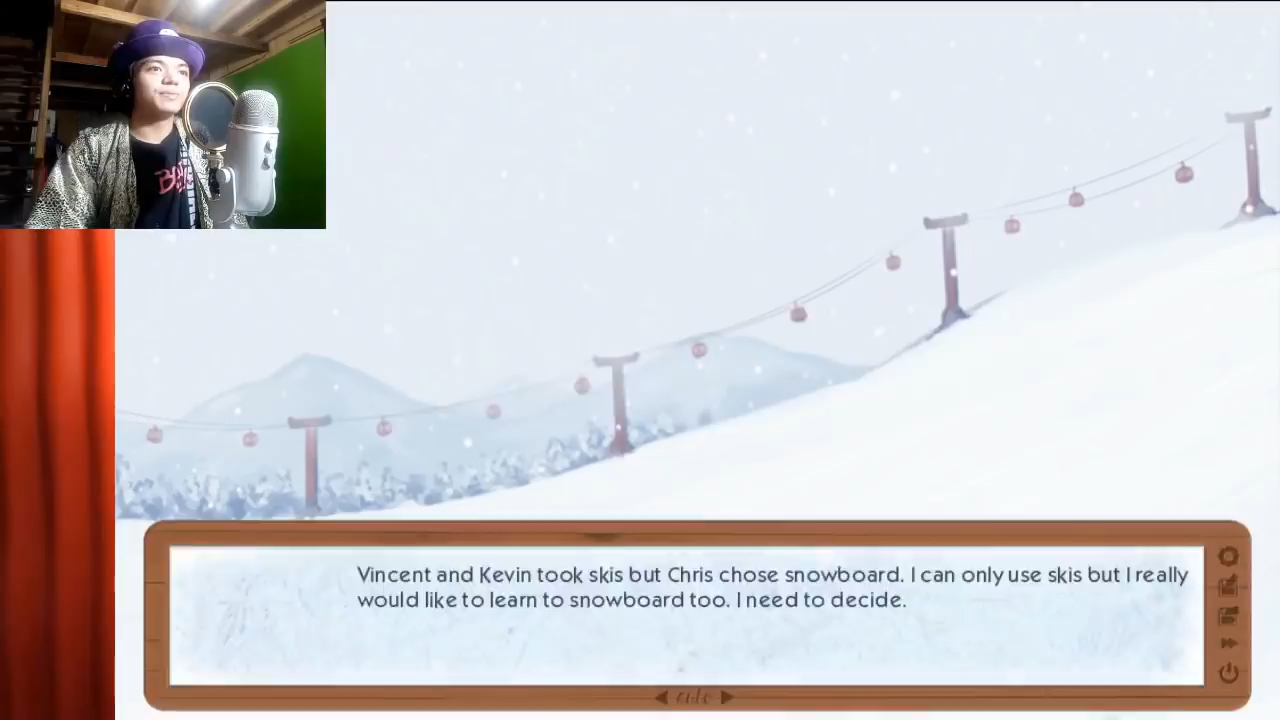 Vincent and Kevin took skis but Chris chose snowboard. I can only use skis but I really
would like to learn to snowboard too. I need to decide.